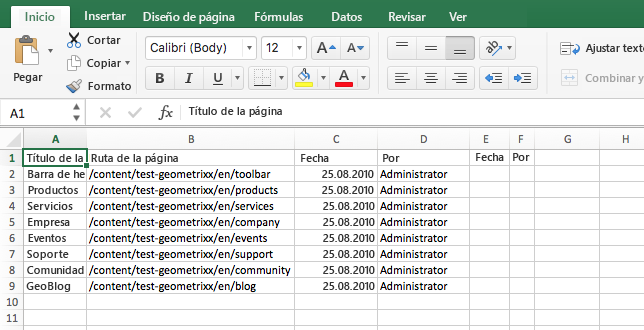 Inicio Insertar Diseño de página Fórmulas Datos Revisar Ver
Pegar
Cortar
Copiar
Formato
Calibri (Body) 12 A A
B I U A
Ajustar texto
Combinar y
A1 fx Título de la página
A B C D E F G H
1 Título de la Ruta de la página Fecha Por Fecha Por
2 Barra de he /content/test-geometrixx/en/toolbar 25.08.2010 Administrator
3 Productos /content/test-geometrixx/en/products 25.08.2010 Administrator
4 Servicios /content/test-geometrixx/en/services 25.08.2010 Administrator
5 Empresa /content/test-geometrixx/en/company 25.08.2010 Administrator
6 Eventos /content/test-geometrixx/en/events 25.08.2010 Administrator
7 Soporte /content/test-geometrixx/en/support 25.08.2010 Administrator
8 Comunidad /content/test-geometrixx/en/community 25.08.2010 Administrator
9 GeoBlog /content/test-geometrixx/en/blog 25.08.2010 Administrator
10
11